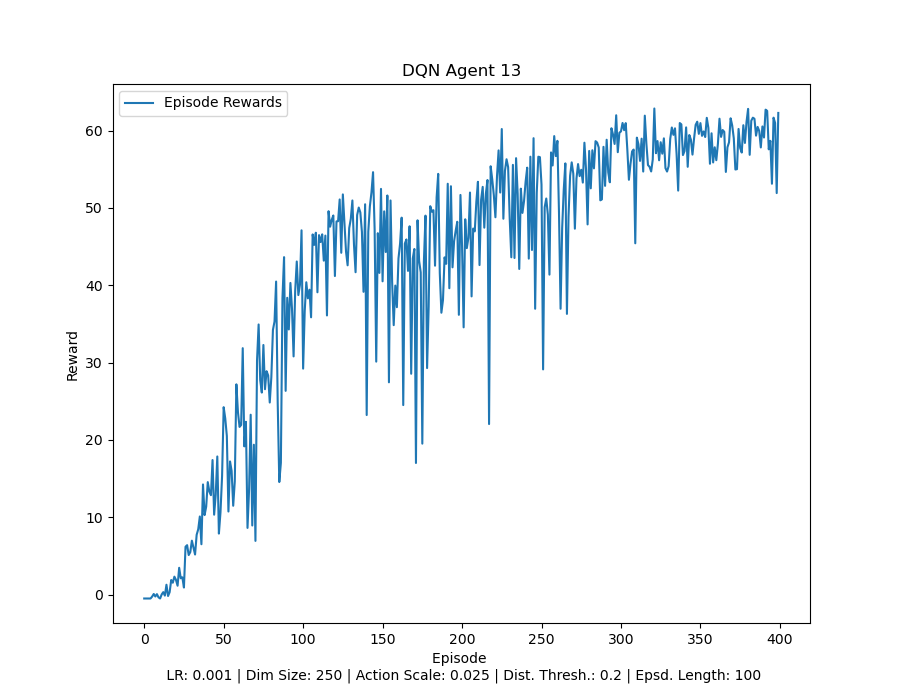 DQN Agent 13
Episode Rewards
60
50
40
30
20
10
0
Reward
0 50 100 150 200 250 300 350 400
Episode
LR: 0.001 | Dim Size: 250 | Action Scale: 0.025 | Dist. Thresh.: 0.2 | Epsd. Length: 100